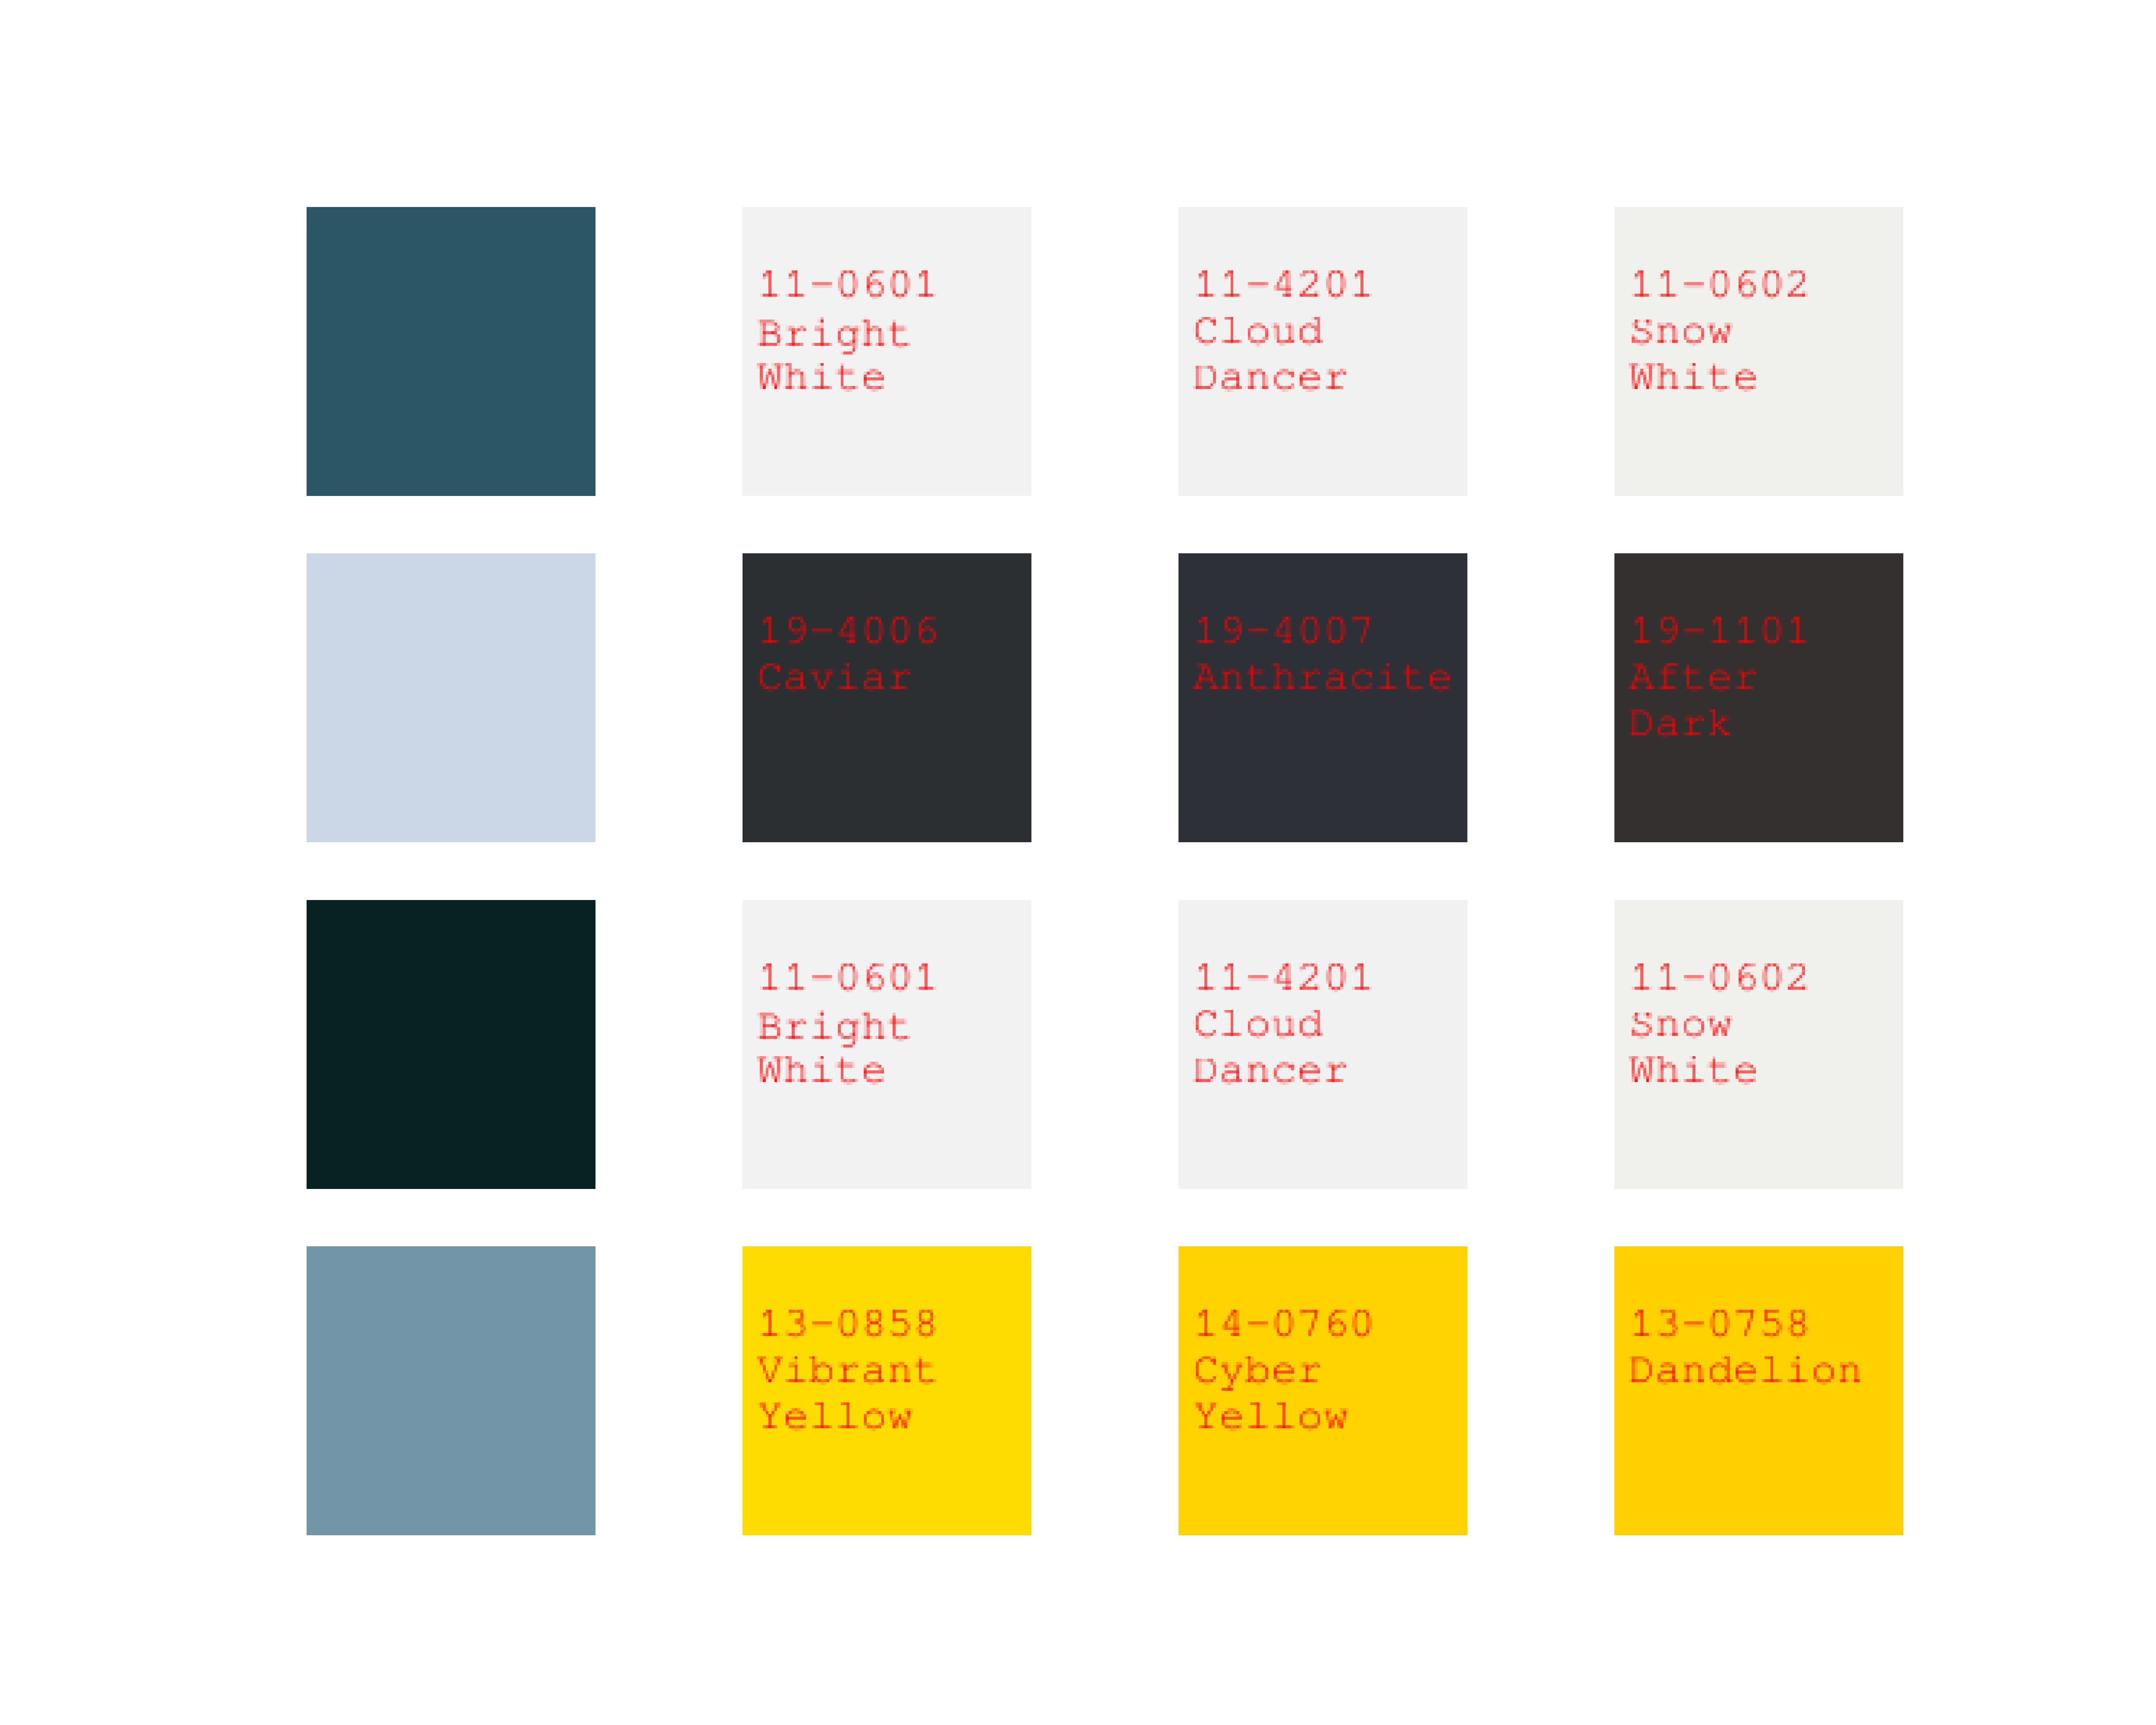 11-0601
Bright
White
11-4201
Cloud
Dancer
11-0602
Snow
White
19-4006
Caviar
19-4007
Anthracite
19-1101
After
Dark
11-0601
Bright
White
11-4201
Cloud
Dancer
11-0602
Snow
White
13-0858
Vibrant
Yellow
14-0760
Cyber
Yellow
13-0758
Dandelion